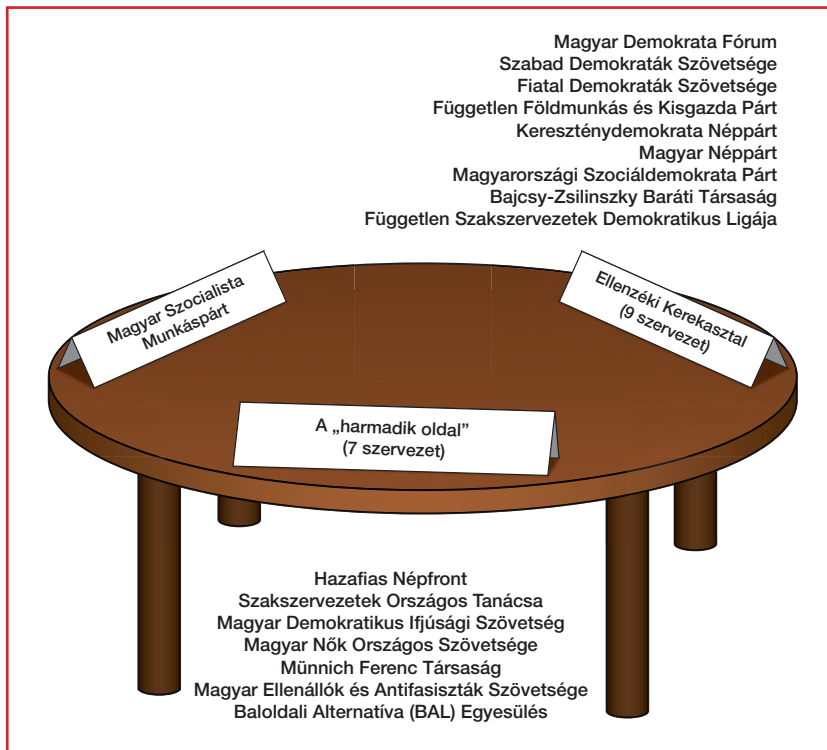 Magyar Demokrata Fórum
Szabad Demokraták Szövetsége
Fiatal Demokraták Szövetsége
Független Földmunkás és Kisgazda Párt
Kereszténydemokrata Néppárt
Magyar Néppárt
Magyarországi Szociáldemokrata Párt
Bajcsy-Zsilinszky Baráti Társaság
Független Szakszervezetek Demokratikus Ligája
Magyar Szocialista
Munkáspárt
Ellenzéki Kerekasztal
(9 szervezet)
A „harmadik oldal”
(7 szervezet)
Hazafias Népfront
Szakszervezetek Országos Tanácsa
Magyar Demokratikus Ifjúsági Szövetség
Magyar Nők Országos Szövetsége
Münnich Ferenc Társaság
Magyar Ellenállók és Antifasiszták Szövetsége
Baloldali Alternatíva (BAL) Egyesülés